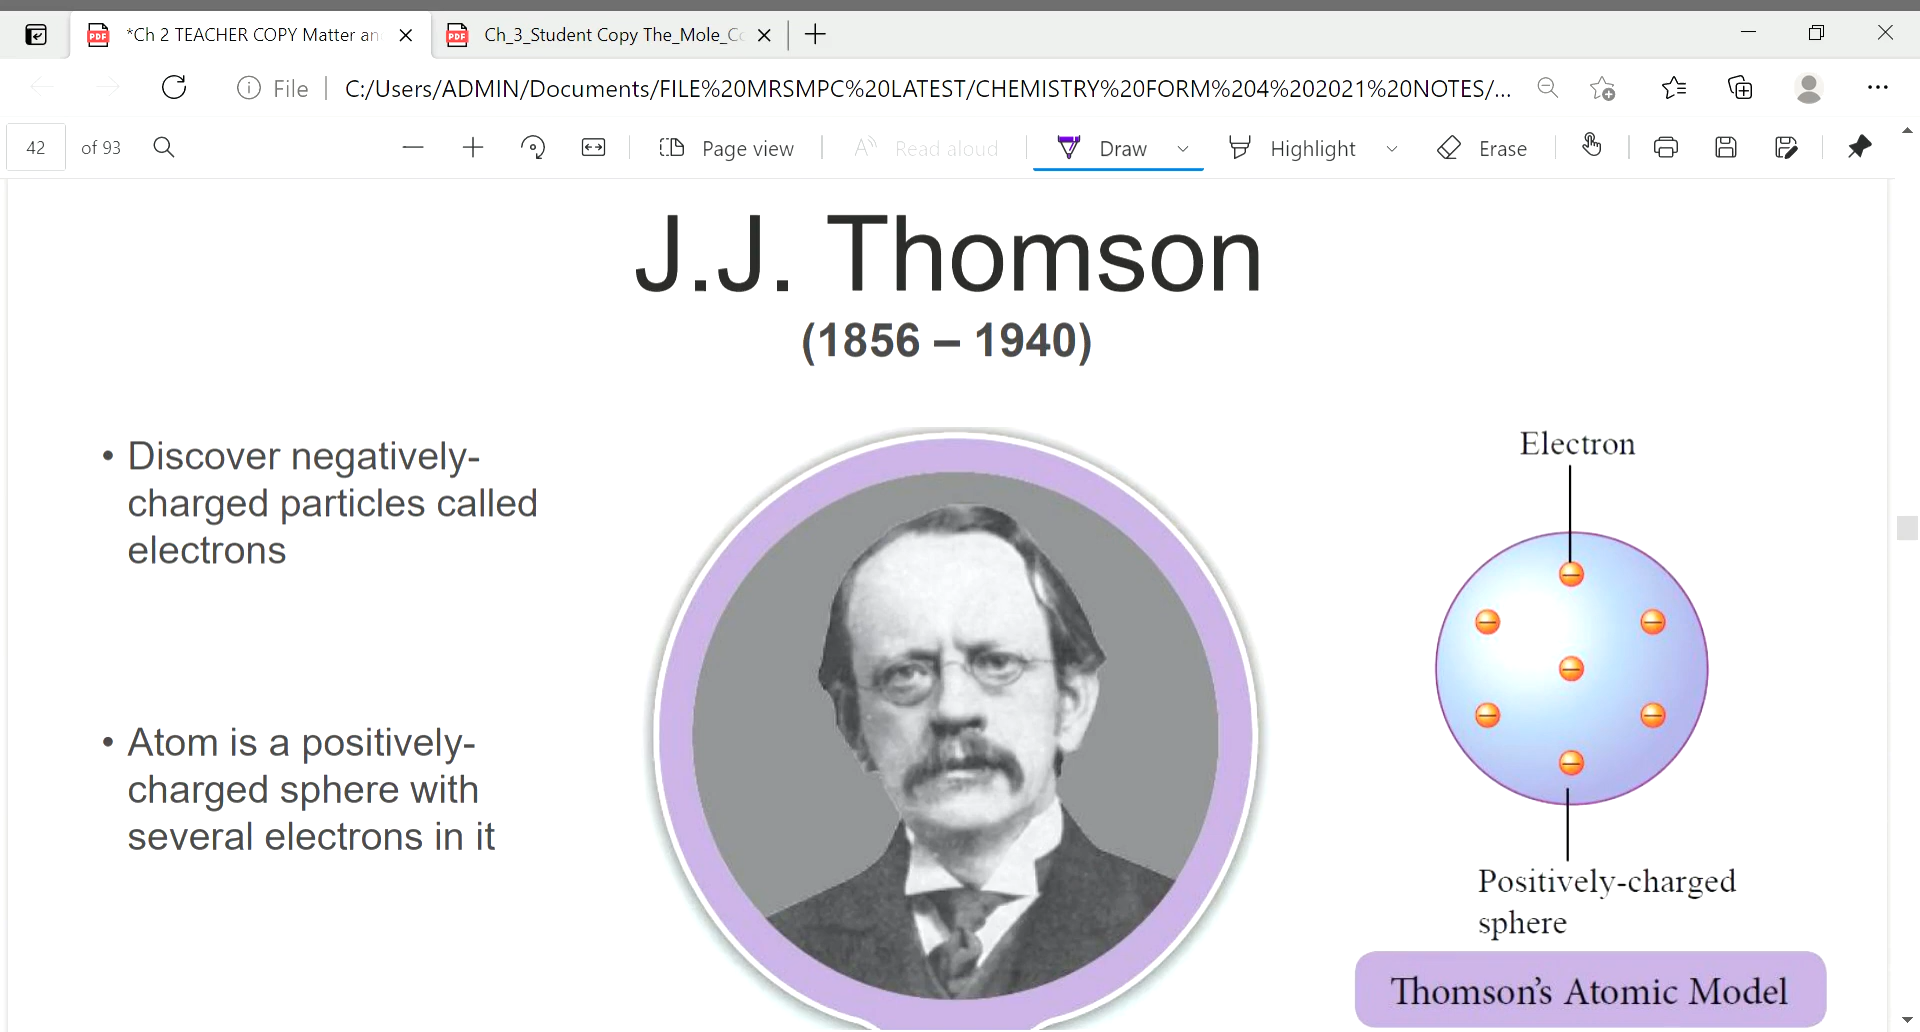 *Ch 2 TEACHER COPY Matter an
Ch_3_Student Copy The_Mole_Co
File
C:/Users/ADMIN/Documents/FILE%20MRSMPC%20LATEST/CHEMISTRY%20FORM%204%202021%20NOTES/...
42 of 93
Page view
Read aloud
Draw
Highlight
Erase
J.J. Thomson
(1856 – 1940)
• Discover negatively-
charged particles called
electrons
• Atom is a positively-
charged sphere with
several electrons in it
Electron
Positively-charged
sphere
Thomson's Atomic Model